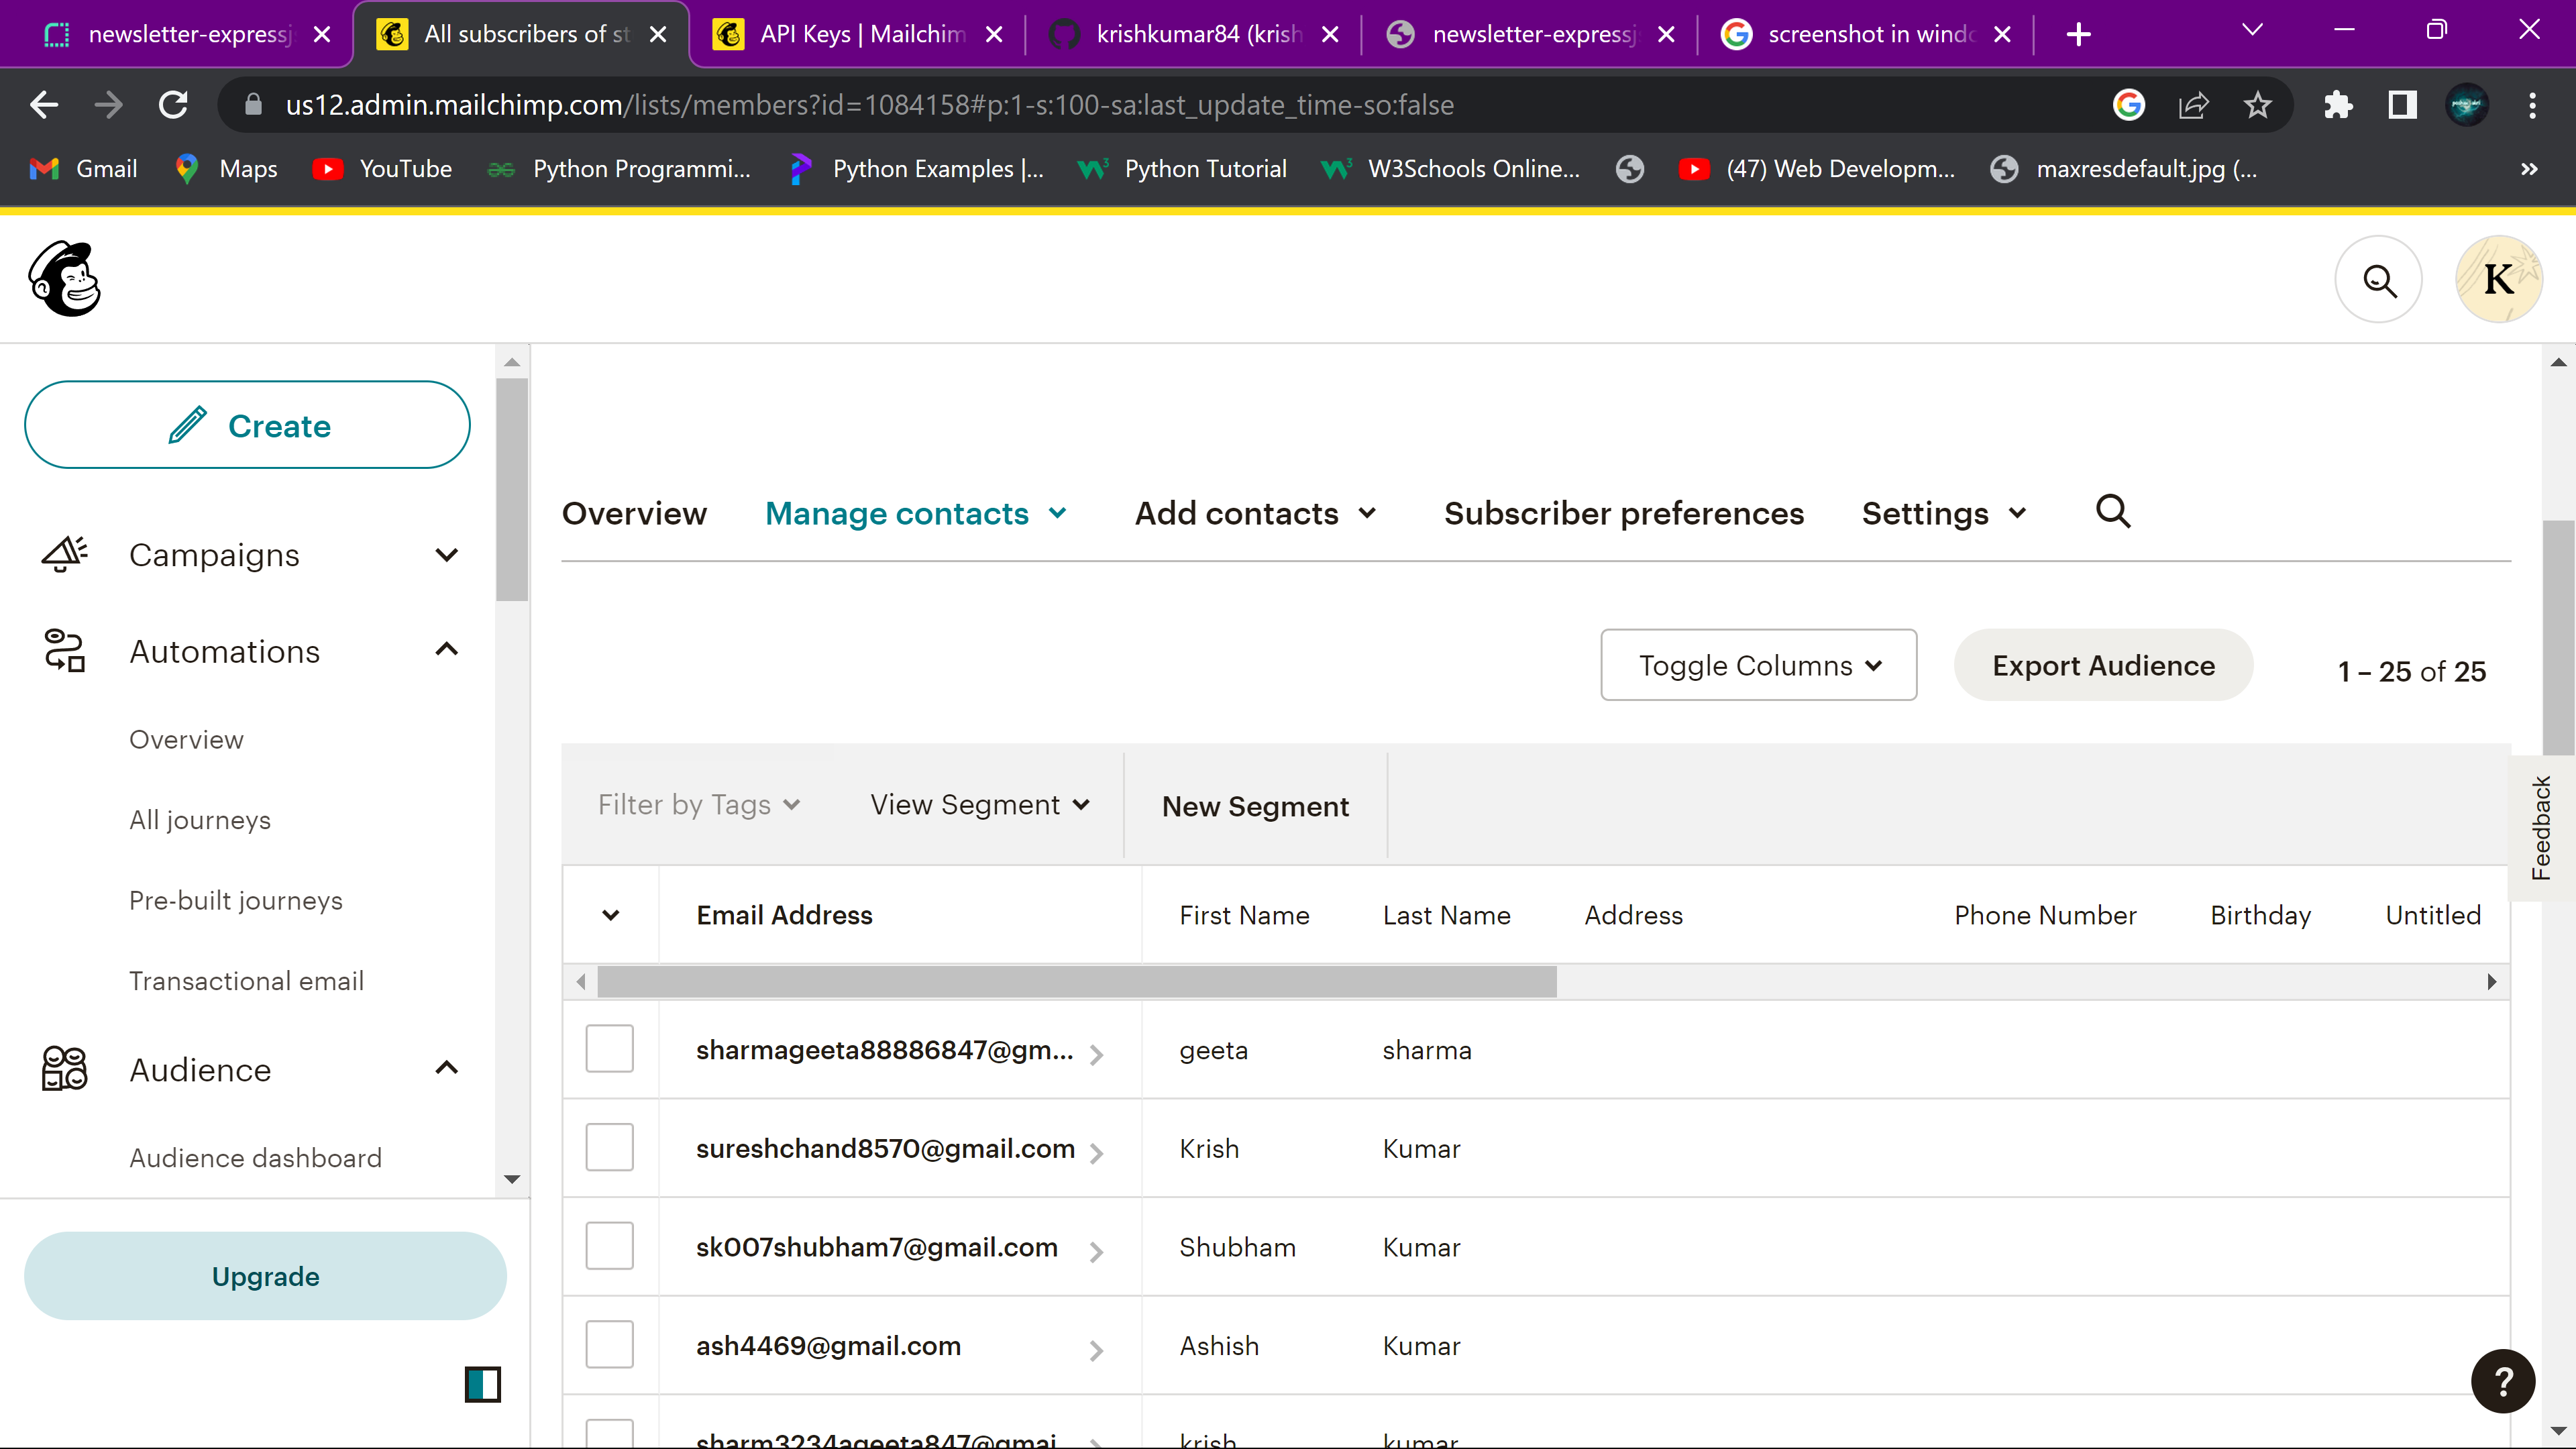 newsletter-expressj
All subscribers of st
API Keys | Mailchim
krishkumar84 (krish
newsletter-expressj
screenshot in windo
us12.admin.mailchimp.com/lists/members?id=1084158#p:1-s:100-sa:last_update_time-so:false
Gmail
Maps
YouTube
Python Programmi...
Python Examples |...
Python Tutorial
W3Schools Online...
(47) Web Developm...
maxresdefault.jpg (...
K
Create
Campaigns
Automations
Overview
All journeys
Pre-built journeys
Transactional email
Audience
Audience dashboard
Upgrade
Overview
Manage contacts
Add contacts
Subscriber preferences
Settings
Toggle Columns
Export Audience
1 – 25 of 25
Filter by Tags
View Segment
New Segment
Feedback
Email Address First Name Last Name Address Phone Number Birthday Untitled
sharmageeta88886847@gm... geeta sharma
sureshchand8570@gmail.com Krish Kumar
sk007shubham7@gmail.com Shubham Kumar
ash4469@gmail.com Ashish Kumar
sharm3234ageeta847@gmai krish kumar
?